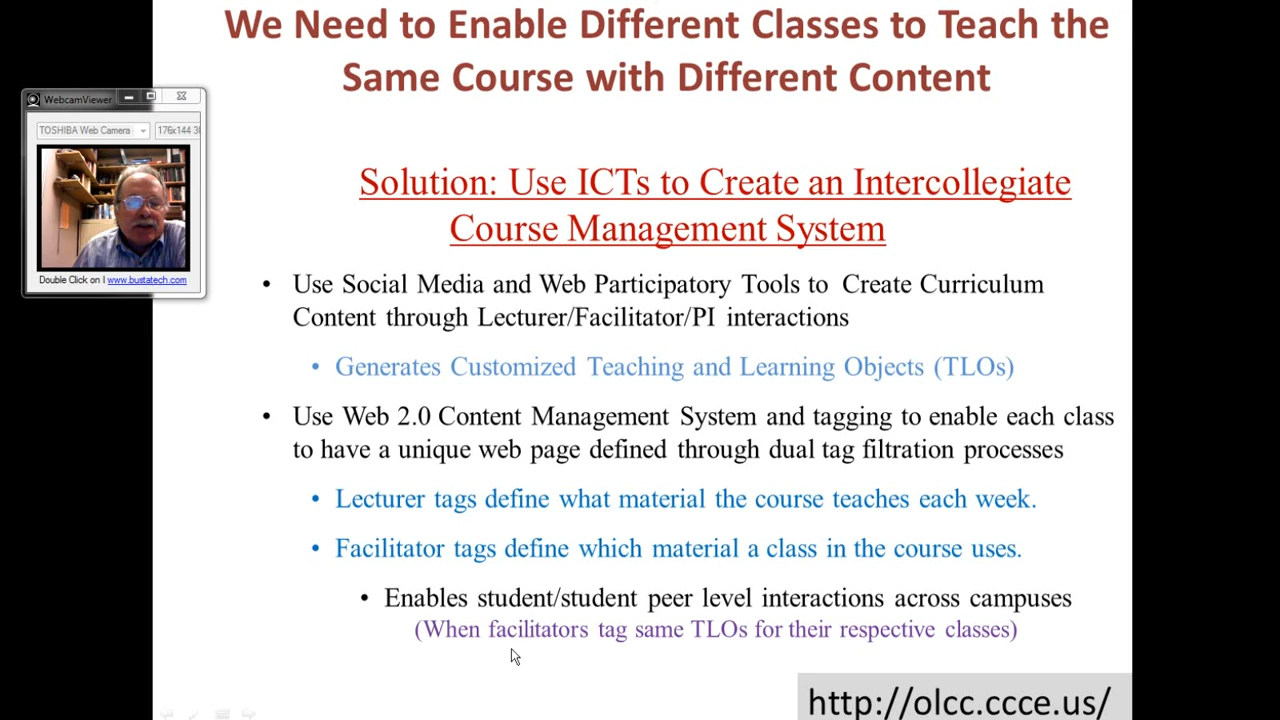 We Need to Enable Different Classes to Teach the
Same Course with Different Content
WebcamViewer
TOSHIBA Web Camera
176x144 30
Double Click on I www.bustatech.com
Solution: Use ICTs to Create an Intercollegiate
Course Management System
• Use Social Media and Web Participatory Tools to Create Curriculum
Content through Lecturer/Facilitator/PI interactions
• Generates Customized Teaching and Learning Objects (TLOs)
• Use Web 2.0 Content Management System and tagging to enable each class
to have a unique web page defined through dual tag filtration processes
• Lecturer tags define what material the course teaches each week.
• Facilitator tags define which material a class in the course uses.
• Enables student/student peer level interactions across campuses
(When facilitators tag same TLOs for their respective classes)
http://olcc.ccce.us/